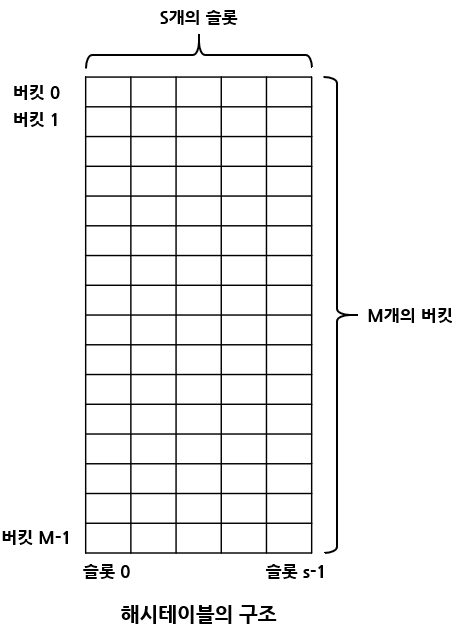 S개의 슬롯
버킷 0
버킷 1
M개의 버킷
버킷 M-1
슬롯 0
슬롯 s-1
해시테이블의 구조